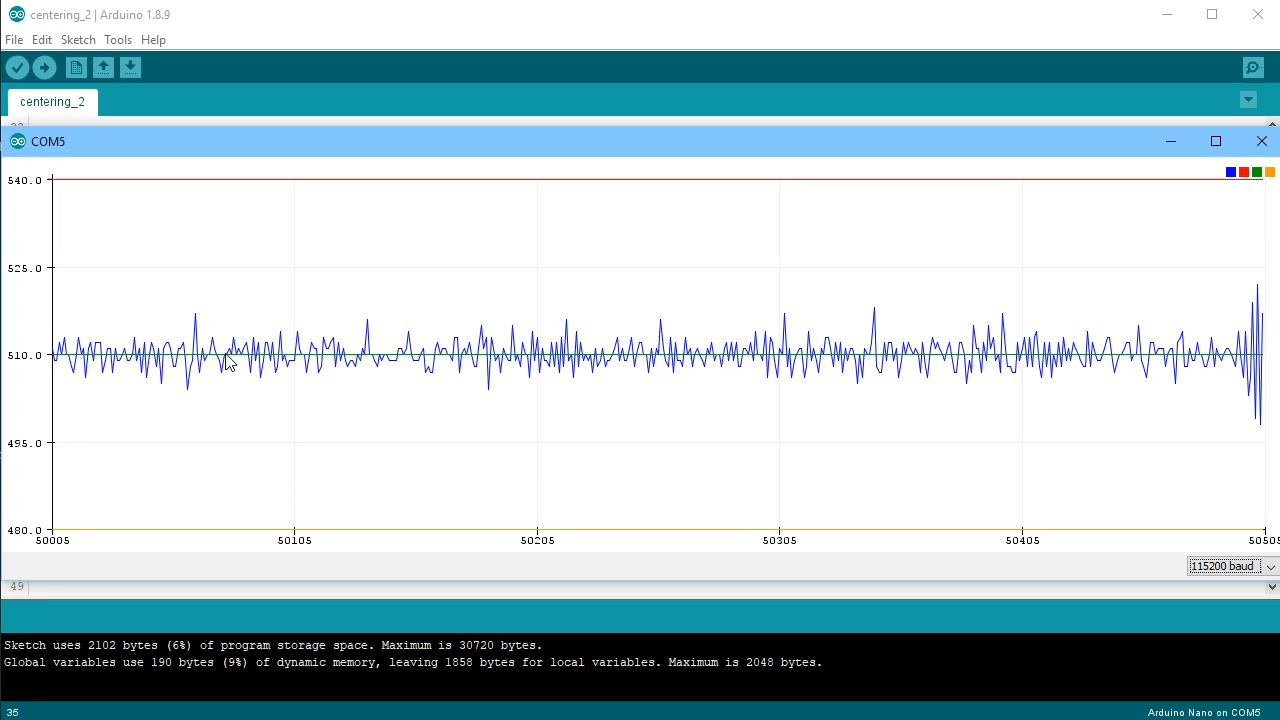 centering_2 | Arduino 1.8.9
File Edit Sketch Tools Help
centering_2
COM5
540.0
525.0
510.0
495.0
480.0
50005 50105 50205 50305 50405 50505
115200 baud
49
Sketch uses 2102 bytes (6%) of program storage space. Maximum is 30720 bytes.
Global variables use 190 bytes (9%) of dynamic memory, leaving 1858 bytes for local variables. Maximum is 2048 bytes.
35 Arduino Nano on COM5